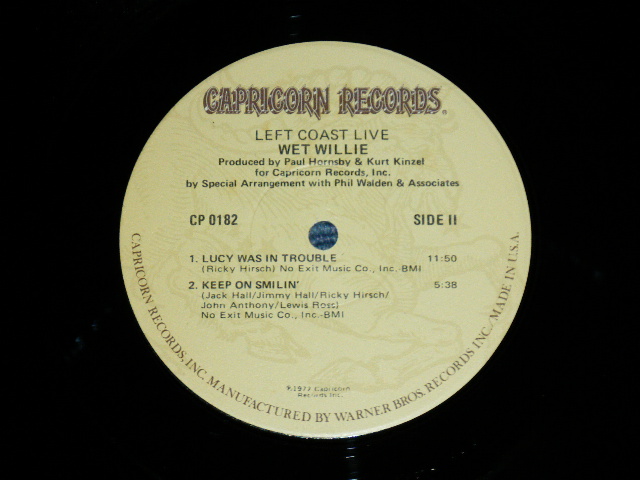 CAPRICORN RECORDS®
LEFT COAST LIVE
WET WILLIE
Produced by Paul Hornsby & Kurt Kinzel
for Capricorn Records, Inc.
by Special Arrangement with Phil Walden & Associates
CP 0182
SIDE II
1. LUCY WAS IN TROUBLE 11:50
(Ricky Hirsch) No Exit Music Co., Inc.-BMI
2. KEEP ON SMILIN' 5:38
(Jack Hall/Jimmy Hall/Ricky Hirsch/
John Anthony/Lewis Ross)
No Exit Music Co., Inc.-BMI
℗1977 Capricorn
Records Inc.
CAPRICORN RECORDS, INC. MANUFACTURED BY WARNER BROS. RECORDS INC. MADE IN U.S.A.